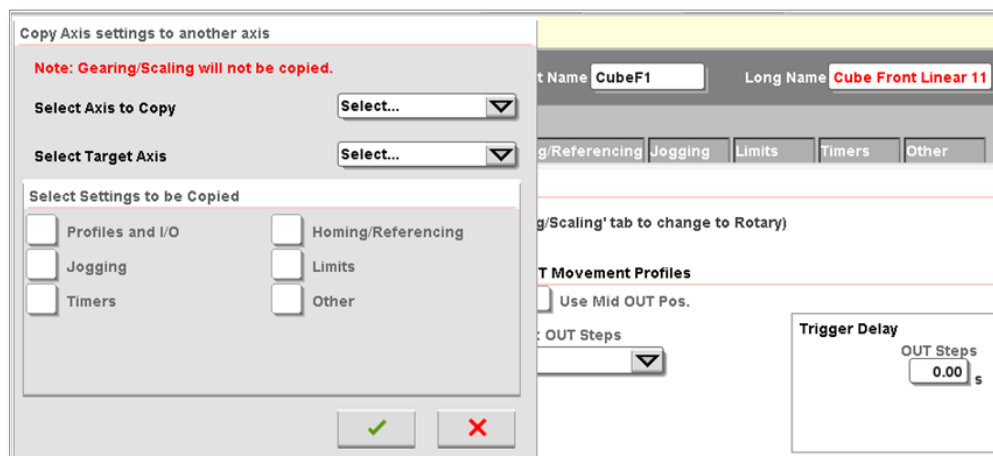 Copy Axis settings to another axis
Note: Gearing/Scaling will not be copied.
Select Axis to Copy Select...
Select Target Axis Select...
Select Settings to be Copied
Profiles and I/O Homing/Referencing
Jogging Limits
Timers Other
t Name CubeF1 Long Name Cube Front Linear 11
g/Referencing Jogging Limits Timers Other
g/Scaling' tab to change to Rotary)
T Movement Profiles
Use Mid OUT Pos.
: OUT Steps
Trigger Delay
OUT Steps
0.00 s